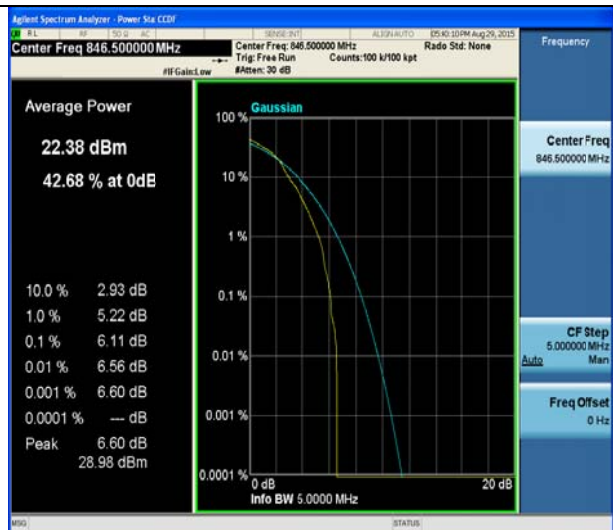 Agilent Spectrum Analyzer - Power Stat CCDF
RL RF 50 Ω AC SENSE:INT ALIGN AUTO 05:40:10 PM Aug 29, 2015
Center Freq 846.500000 MHz
Center Freq: 846.500000 MHz
Rado Std: None
Trig: Free Run Counts:100 k/100 kpt
#IFGain:Low
#Atten: 30 dB
Frequency
Average Power
22.38 dBm
42.68 % at 0dB
10.0 % 2.93 dB
1.0 % 5.22 dB
0.1 % 6.11 dB
0.01 % 6.56 dB
0.001 % 6.60 dB
0.0001 % --- dB
Peak 6.60 dB
28.98 dBm
Gaussian
100 %
10 %
1 %
0.1 %
0.01 %
0.001 %
0.0001 %
0 dB
20 dB
Info BW 5.0000 MHz
Center Freq
846.500000 MHz
CF Step
5.000000 MHz
Auto Man
Freq Offset
0 Hz
MSG
STATUS